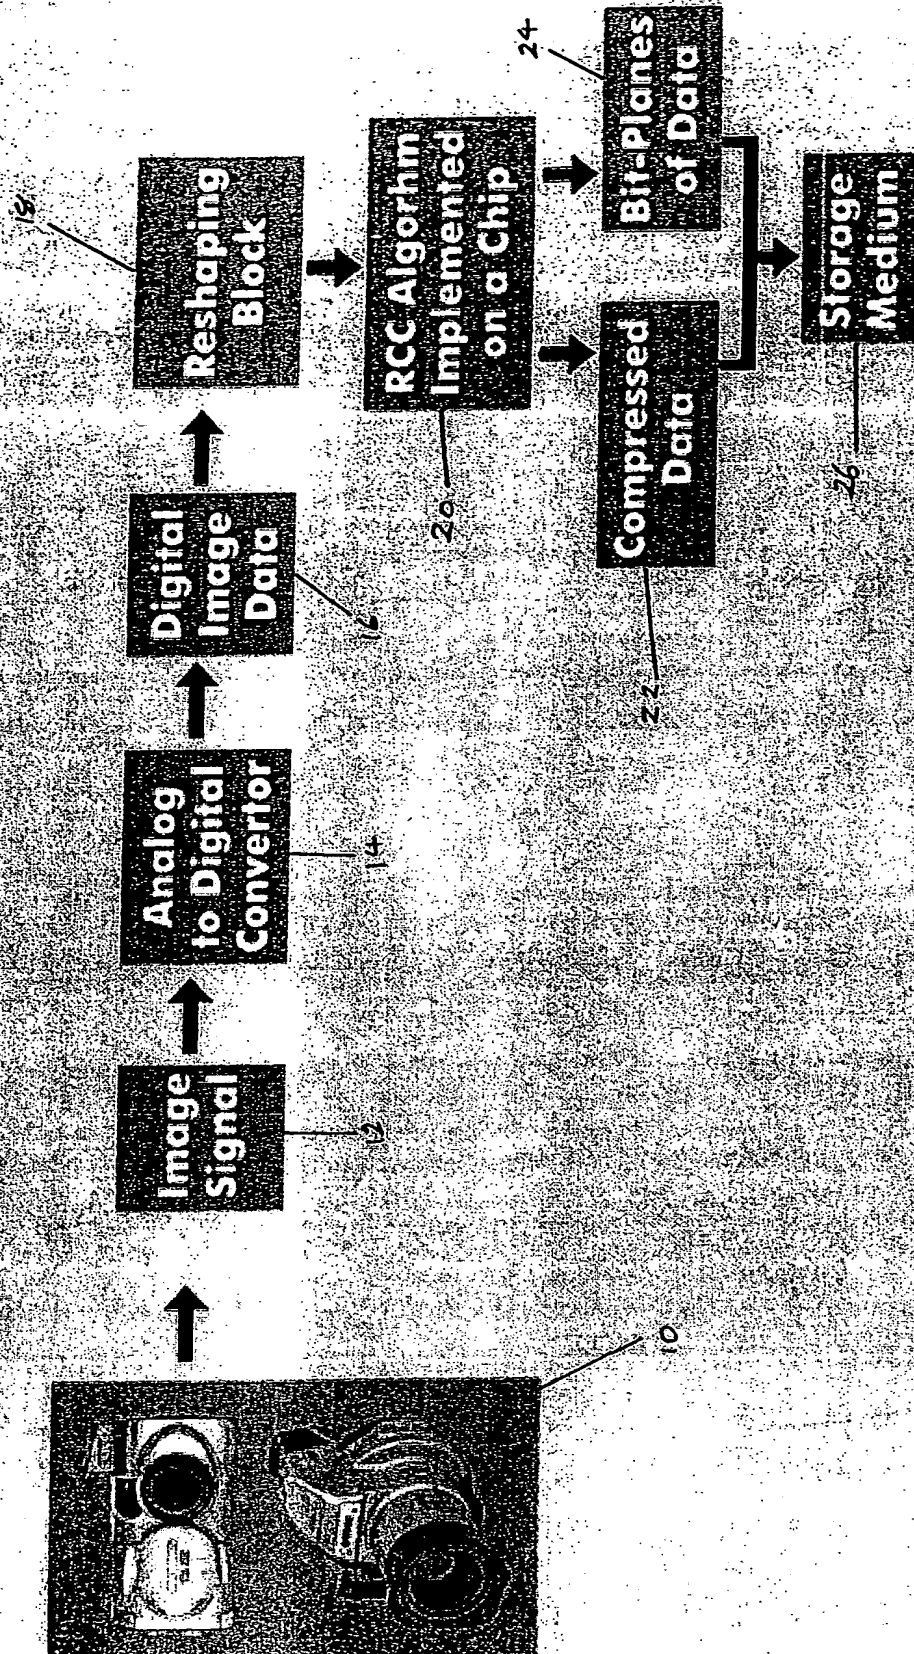 10
Image
Signal
12
Analog
to Digital
Convertor
14
Digital
Image
Data
16
Reshaping
Block
18
RCC Algorithm
Implemented
on a Chip
20
Compressed
Data
22
Bit-Planes
of Data
24
Storage
Medium
26